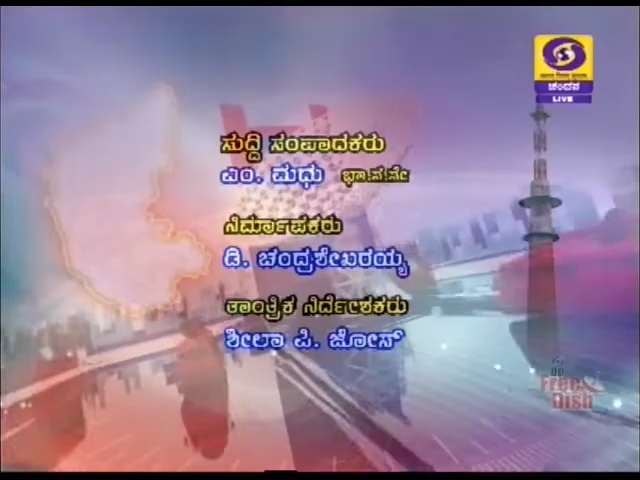 ಚಂದನ
LIVE
ಸುದ್ದಿ ಸಂಪಾದಕರು
ಎಂ. ಮಧು ಭಾ.ಸ.ಸೇ
ನಿರ್ಮಾಪಕರು
ಡಿ. ಚಂದ್ರಶೇಖರಯ್ಯ
ತಾಂತ್ರಿಕ ನಿರ್ದೇಶಕರು
ಶೀಲಾ ಪಿ. ಜೋಸ್
DD
Free
Dish